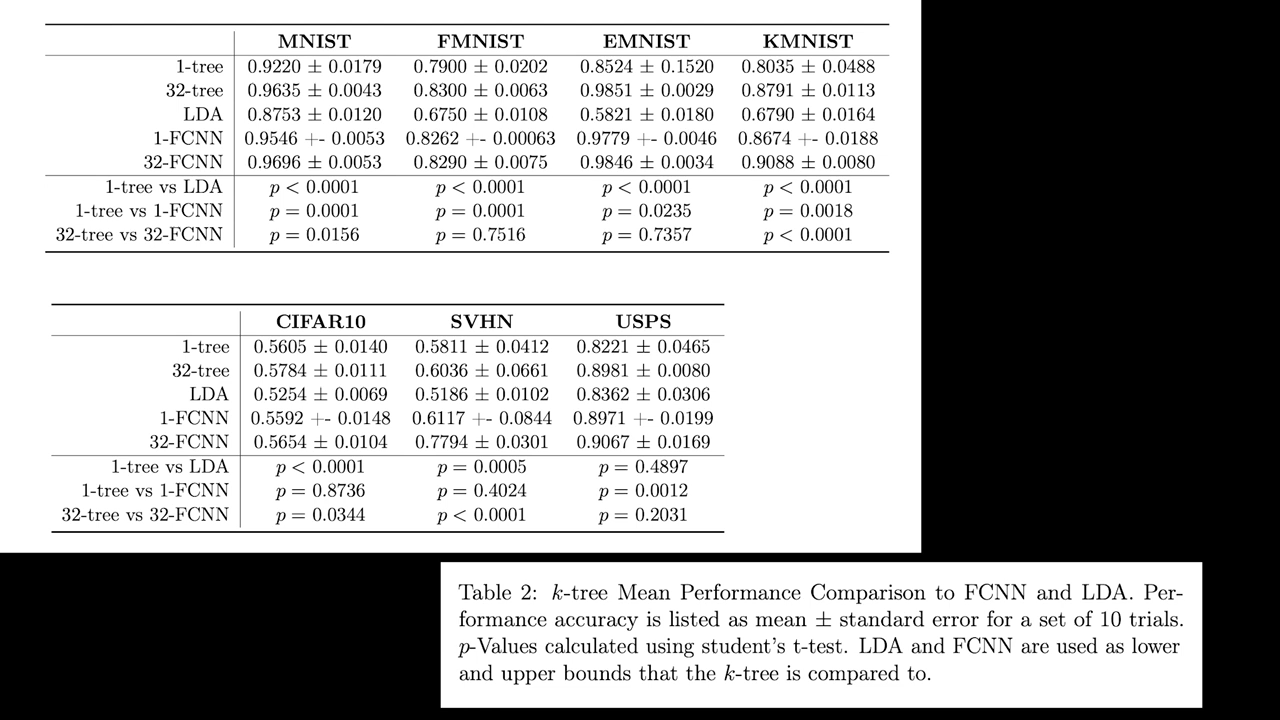 MNIST FMNIST EMNIST KMNIST
1-tree 0.9220 ± 0.0179 0.7900 ± 0.0202 0.8524 ± 0.1520 0.8035 ± 0.0488
32-tree 0.9635 ± 0.0043 0.8300 ± 0.0063 0.9851 ± 0.0029 0.8791 ± 0.0113
LDA 0.8753 ± 0.0120 0.6750 ± 0.0108 0.5821 ± 0.0180 0.6790 ± 0.0164
1-FCNN 0.9546 +- 0.0053 0.8262 +- 0.00063 0.9779 +- 0.0046 0.8674 +- 0.0188
32-FCNN 0.9696 ± 0.0053 0.8290 ± 0.0075 0.9846 ± 0.0034 0.9088 ± 0.0080
1-tree vs LDA p < 0.0001 p < 0.0001 p < 0.0001 p < 0.0001
1-tree vs 1-FCNN p = 0.0001 p = 0.0001 p = 0.0235 p = 0.0018
32-tree vs 32-FCNN p = 0.0156 p = 0.7516 p = 0.7357 p < 0.0001
CIFAR10 SVHN USPS
1-tree 0.5605 ± 0.0140 0.5811 ± 0.0412 0.8221 ± 0.0465
32-tree 0.5784 ± 0.0111 0.6036 ± 0.0661 0.8981 ± 0.0080
LDA 0.5254 ± 0.0069 0.5186 ± 0.0102 0.8362 ± 0.0306
1-FCNN 0.5592 +- 0.0148 0.6117 +- 0.0844 0.8971 +- 0.0199
32-FCNN 0.5654 ± 0.0104 0.7794 ± 0.0301 0.9067 ± 0.0169
1-tree vs LDA p < 0.0001 p = 0.0005 p = 0.4897
1-tree vs 1-FCNN p = 0.8736 p = 0.4024 p = 0.0012
32-tree vs 32-FCNN p = 0.0344 p < 0.0001 p = 0.2031
Table 2: k-tree Mean Performance Comparison to FCNN and LDA. Per-
formance accuracy is listed as mean ± standard error for a set of 10 trials.
p-Values calculated using student's t-test. LDA and FCNN are used as lower
and upper bounds that the k-tree is compared to.